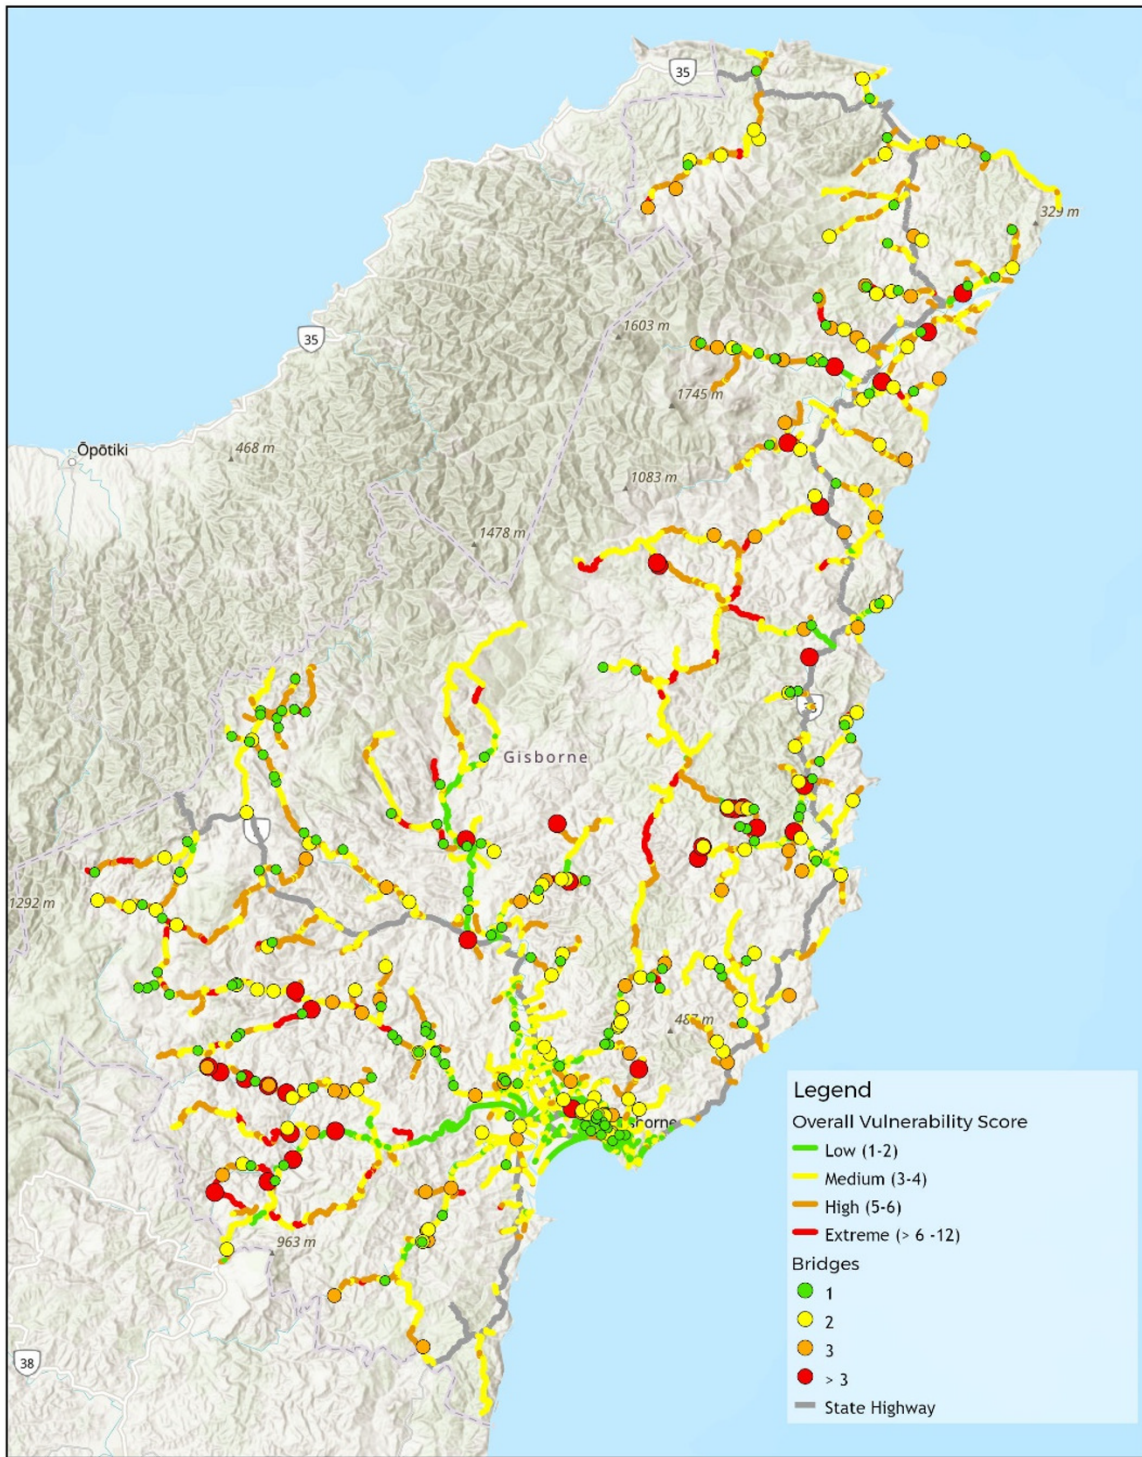 35
329 m
35
1603 m
1745 m
Ōpōtiki
468 m
1083 m
1478 m
Gisborne
1292 m
487 m
963 m
38
Legend
Overall Vulnerability Score
Low (1-2)
Medium (3-4)
High (5-6)
Extreme (> 6 -12)
Bridges
1
2
3
> 3
State Highway